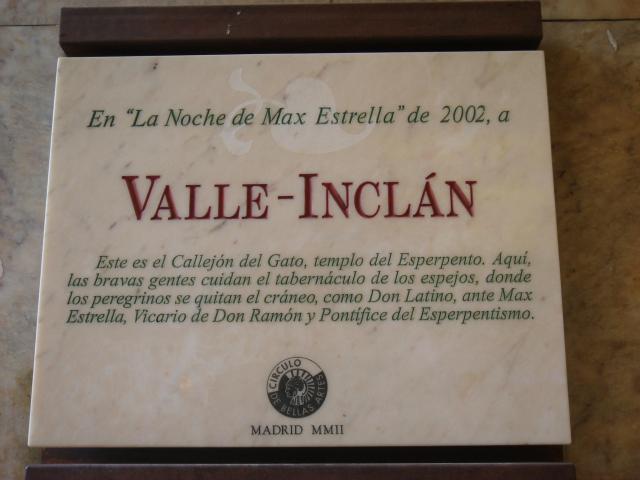 En "La Noche de Max Estrella" de 2002, a
VALLE-INCLÁN
Este es el Callejón del Gato, templo del Esperpento. Aquí,
las bravas gentes cuidan el tabernáculo de los espejos, donde
los peregrinos se quitan el cráneo, como Don Latino, ante Max
Estrella, Vicario de Don Ramón y Pontífice del Esperpentismo.
CIRCULO
DE BELLAS ARTES
MADRID MMII